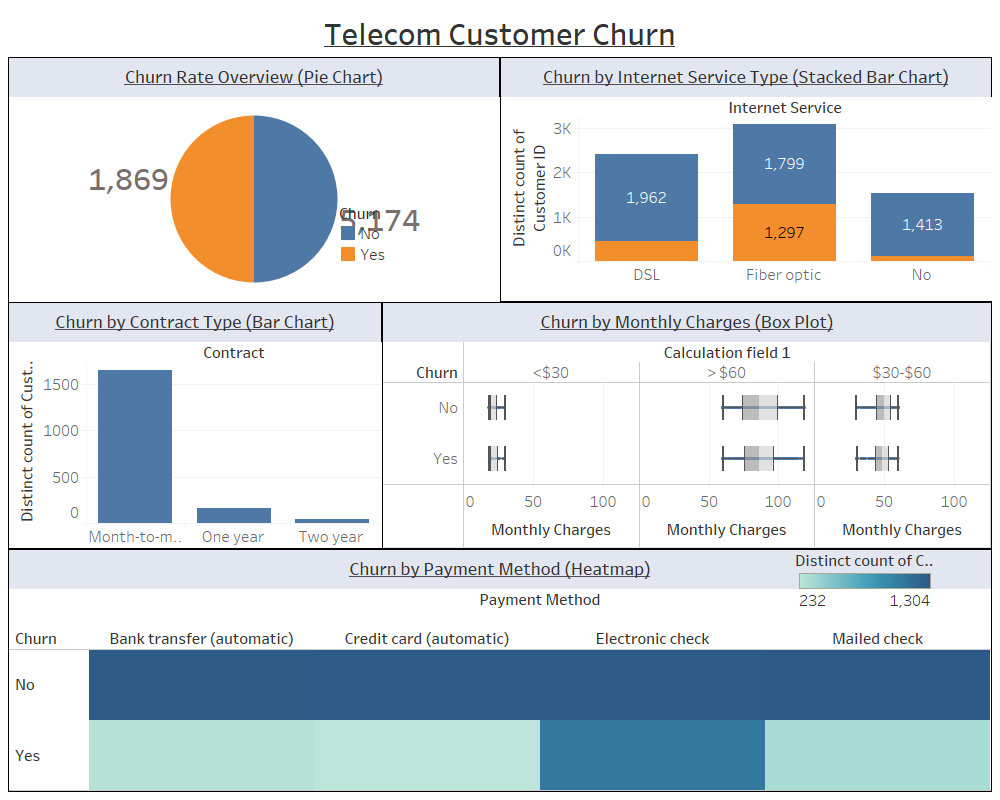 Telecom Customer Churn
Churn Rate Overview (Pie Chart)
1,869
5,174
Churn
No
Yes
Churn by Internet Service Type (Stacked Bar Chart)
Internet Service
Distinct count of
Customer ID
3K
2K
1K
0K
1,962
1,799
1,297
1,413
DSL
Fiber optic
No
Churn by Contract Type (Bar Chart)
Contract
Distinct count of Cust..
1500
1000
500
0
Month-to-m..
One year
Two year
Churn by Monthly Charges (Box Plot)
Calculation field 1
Churn
<$30
> $60
$30-$60
No
Yes
0 50 100
0 50 100
0 50 100
Monthly Charges
Monthly Charges
Monthly Charges
Churn by Payment Method (Heatmap)
Distinct count of C..
232
1,304
Payment Method
Churn
Bank transfer (automatic)
Credit card (automatic)
Electronic check
Mailed check
No
Yes